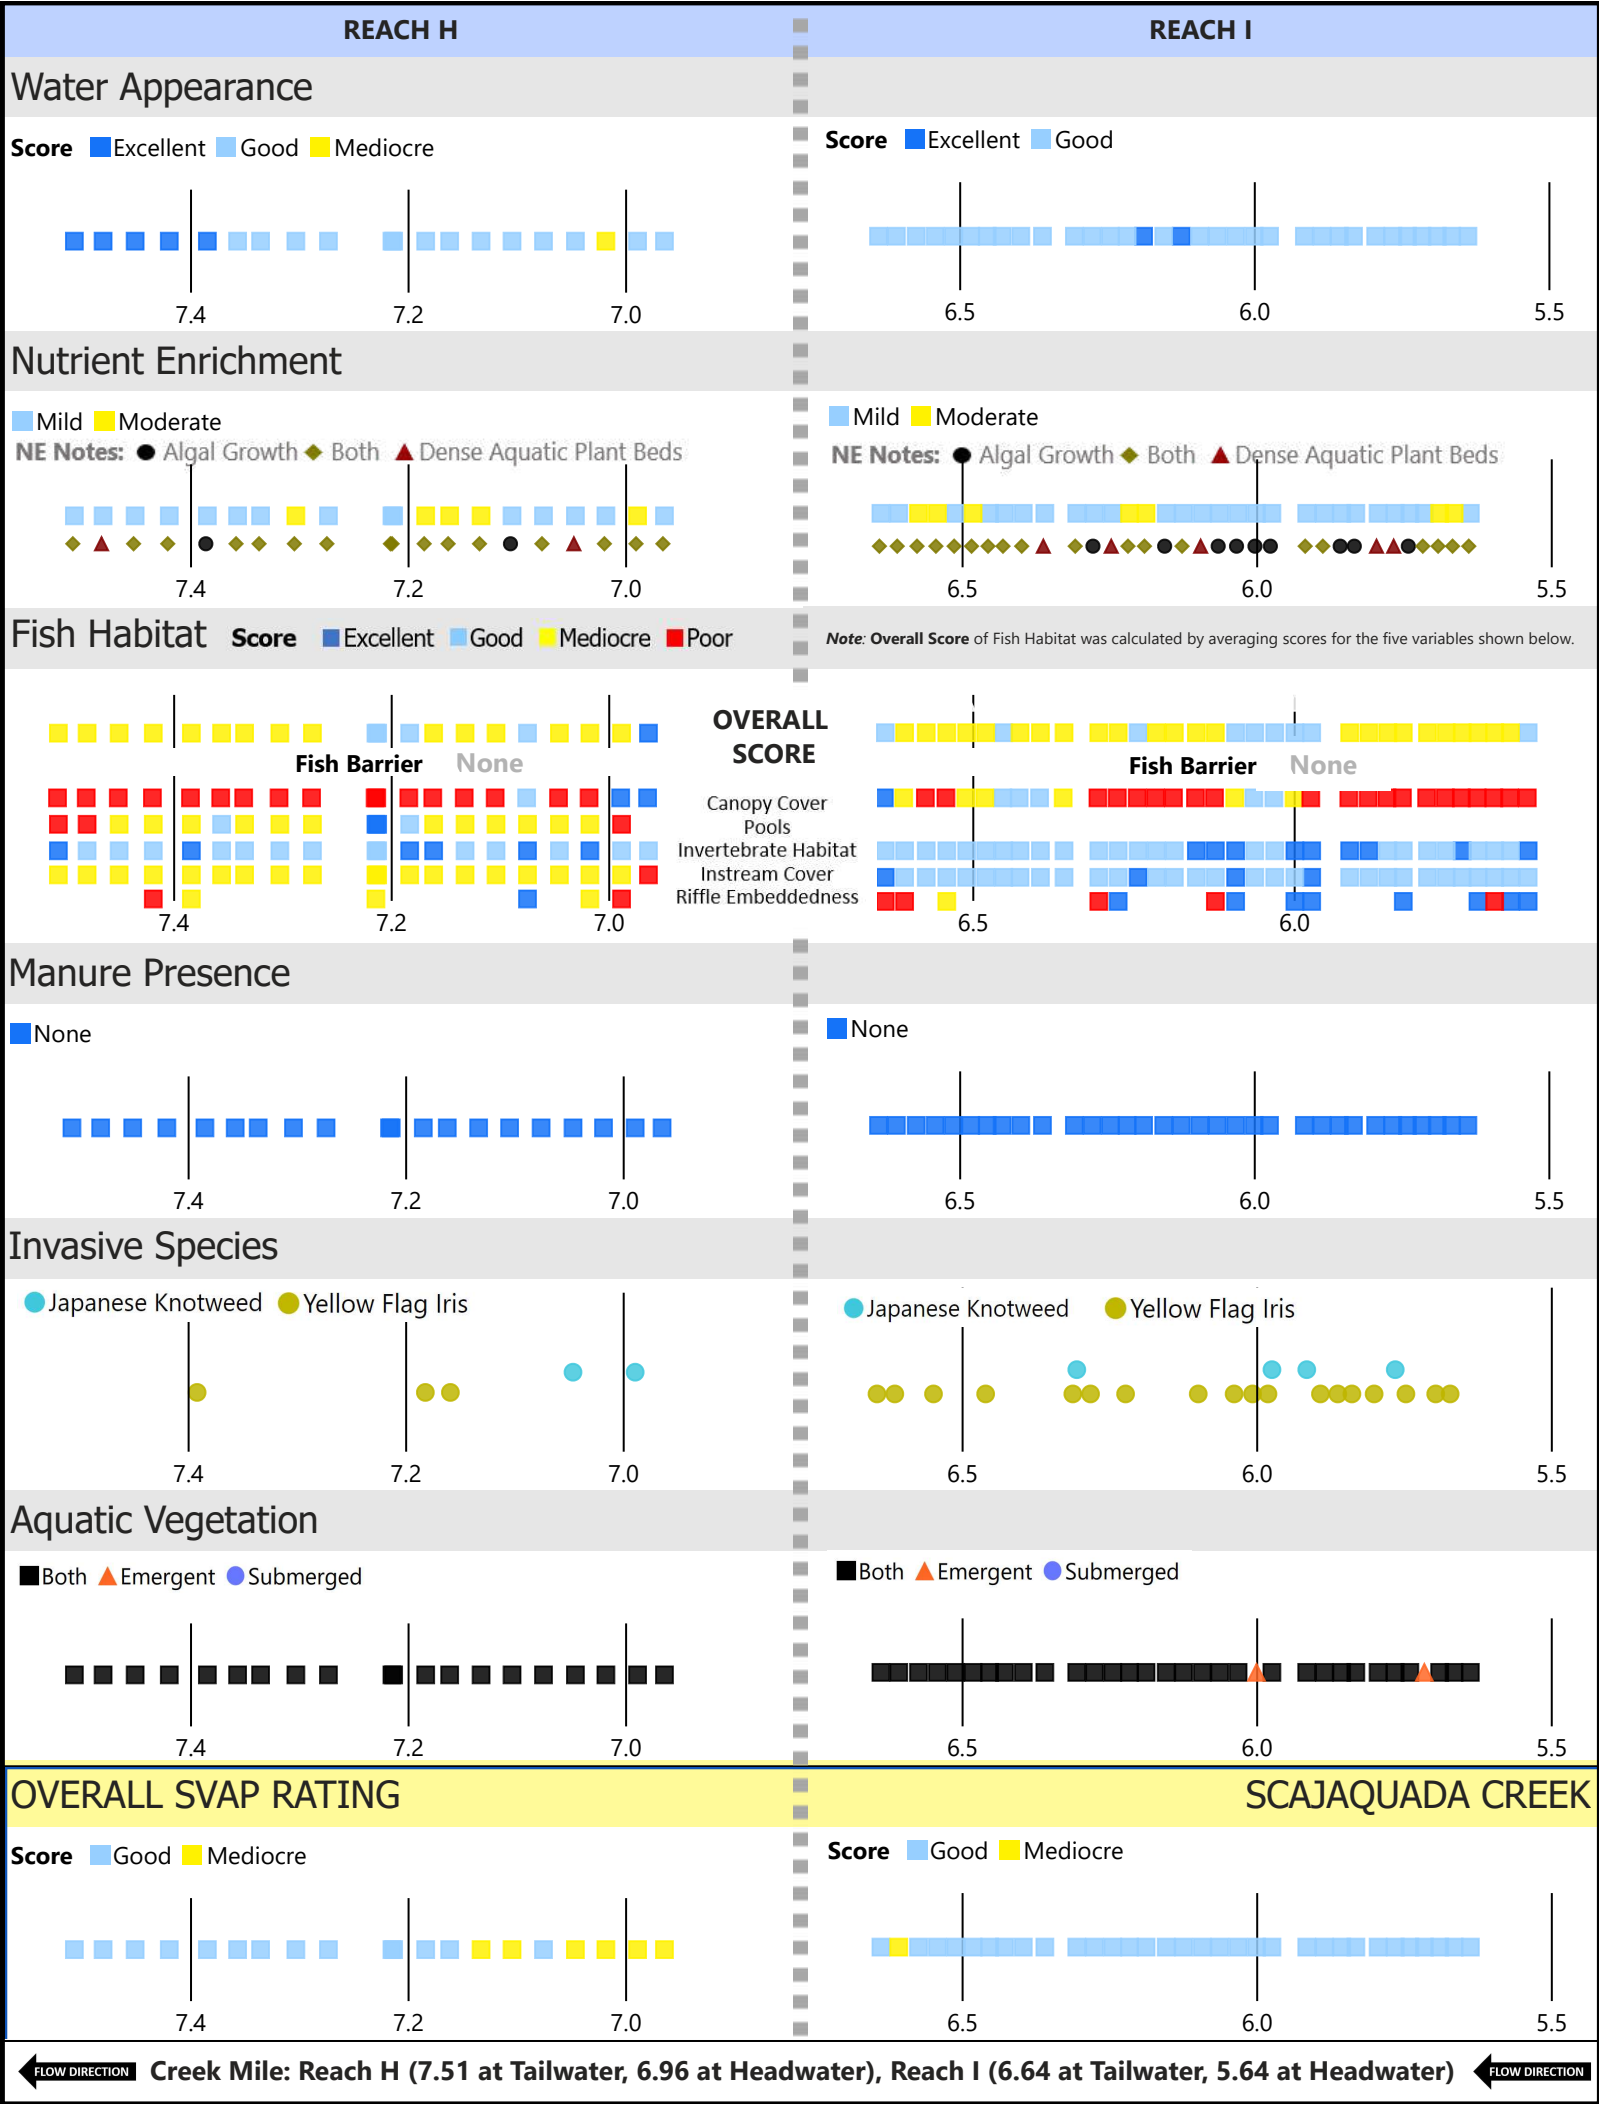 REACH H
REACH I
Water Appearance
Score Excellent Good Mediocre
Score Excellent Good
7.4 7.2 7.0
6.5 6.0 5.5
Nutrient Enrichment
Mild Moderate
NE Notes: Algal Growth Both Dense Aquatic Plant Beds
Mild Moderate
NE Notes: Algal Growth Both Dense Aquatic Plant Beds
7.4 7.2 7.0
6.5 6.0 5.5
Fish Habitat Score Excellent Good Mediocre Poor
Note: Overall Score of Fish Habitat was calculated by averaging scores for the five variables shown below.
OVERALL
SCORE
Fish Barrier None
Fish Barrier None
Canopy Cover
Pools
Invertebrate Habitat
Instream Cover
Riffle Embeddedness
7.4 7.2 7.0
6.5 6.0
Manure Presence
None
None
7.4 7.2 7.0
6.5 6.0 5.5
Invasive Species
Japanese Knotweed Yellow Flag Iris
Japanese Knotweed Yellow Flag Iris
7.4 7.2 7.0
6.5 6.0 5.5
Aquatic Vegetation
Both Emergent Submerged
Both Emergent Submerged
7.4 7.2 7.0
6.5 6.0 5.5
OVERALL SVAP RATING
SCAJAQUADA CREEK
Score Good Mediocre
Score Good Mediocre
7.4 7.2 7.0
6.5 6.0 5.5
FLOW DIRECTION Creek Mile: Reach H (7.51 at Tailwater, 6.96 at Headwater), Reach I (6.64 at Tailwater, 5.64 at Headwater) FLOW DIRECTION